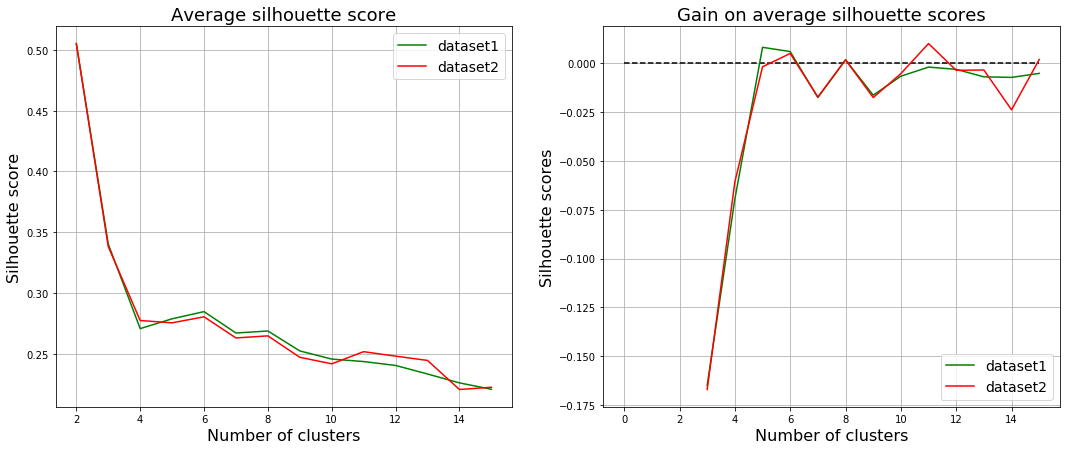 Average silhouette score
Silhouette score
0.50
0.45
0.40
0.35
0.30
0.25
2 4 6 8 10 12 14
Number of clusters
dataset1
dataset2
Gain on average silhouette scores
Silhouette scores
0.000
−0.025
−0.050
−0.075
−0.100
−0.125
−0.150
−0.175
0 2 4 6 8 10 12 14
Number of clusters
dataset1
dataset2